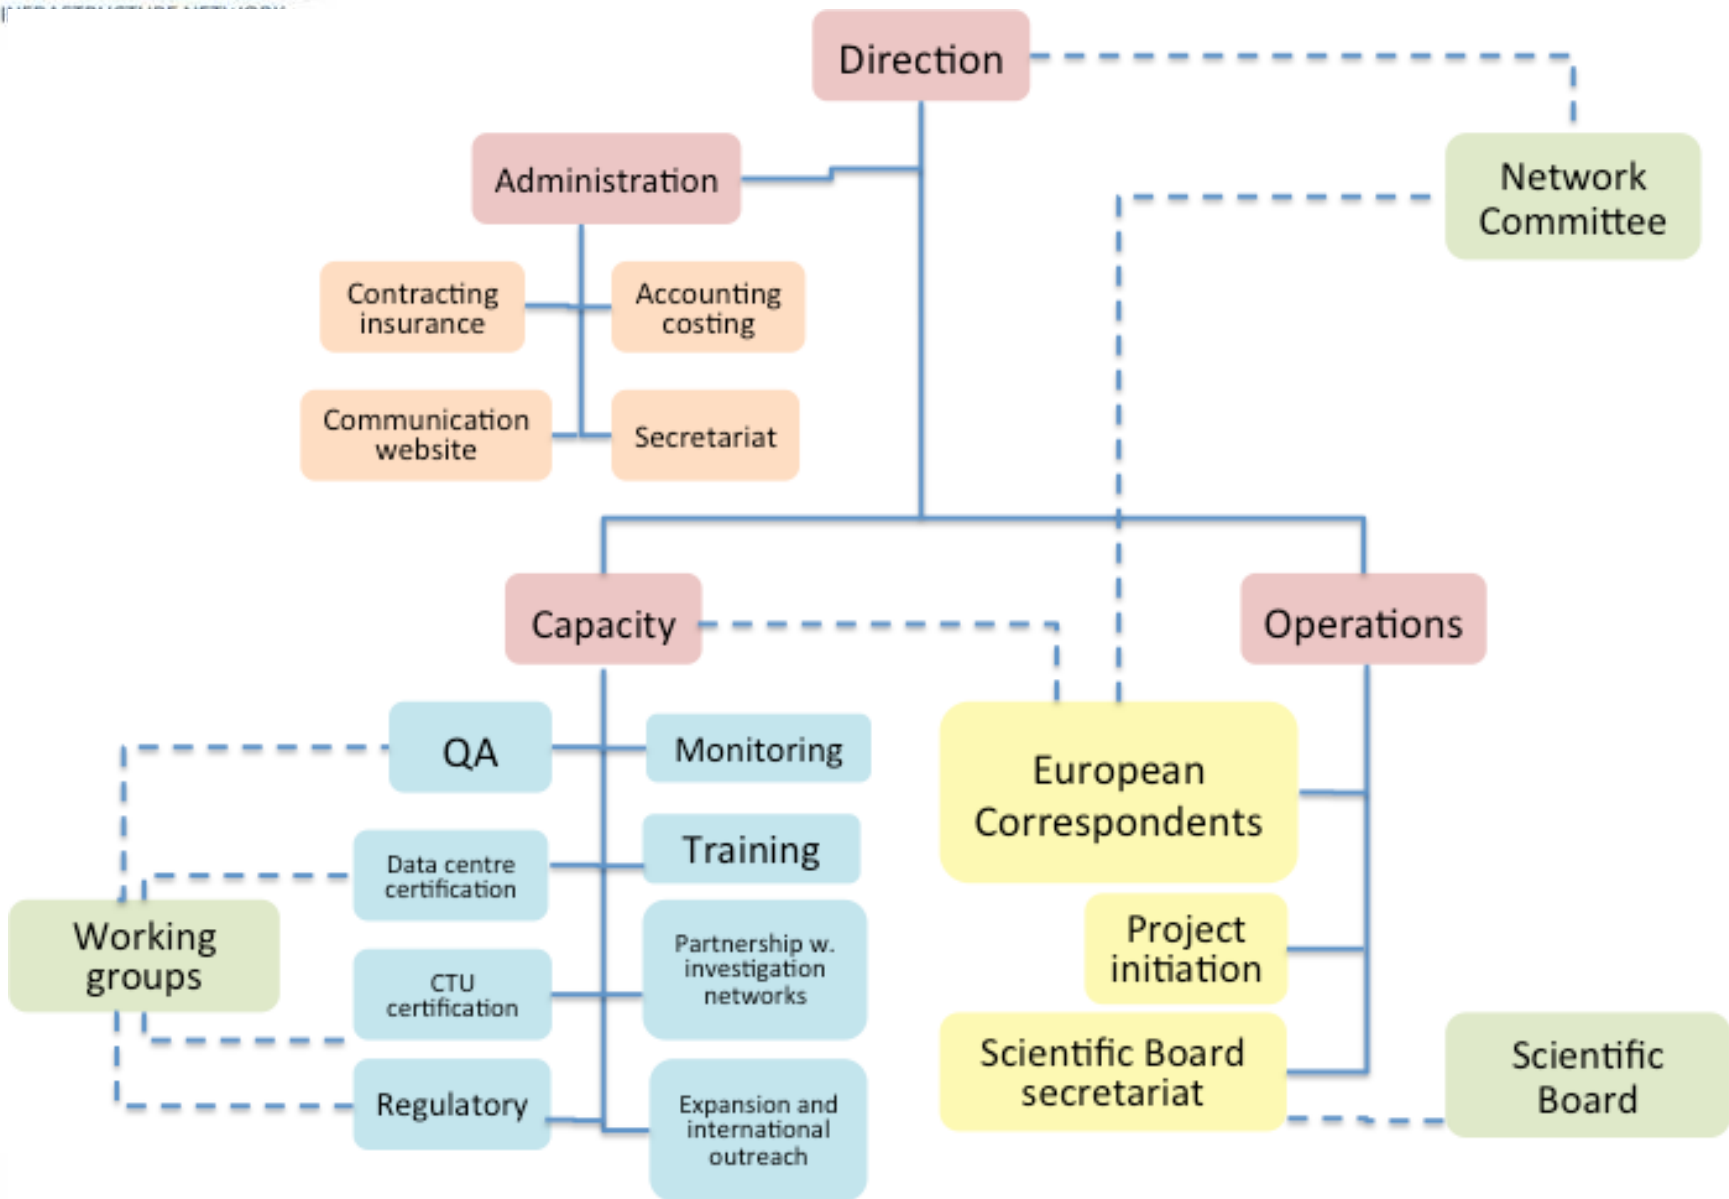 INFRASTRUCTURE NETWORK
Direction
Administration
Network
Committee
Contracting
insurance
Accounting
costing
Communication
website
Secretariat
Capacity
Operations
QA
Monitoring
European
Correspondents
Training
Data centre
certification
Working
groups
Project
initiation
Partnership w.
investigation
networks
CTU
certification
Scientific Board
secretariat
Scientific
Board
Regulatory
Expansion and
international
outreach